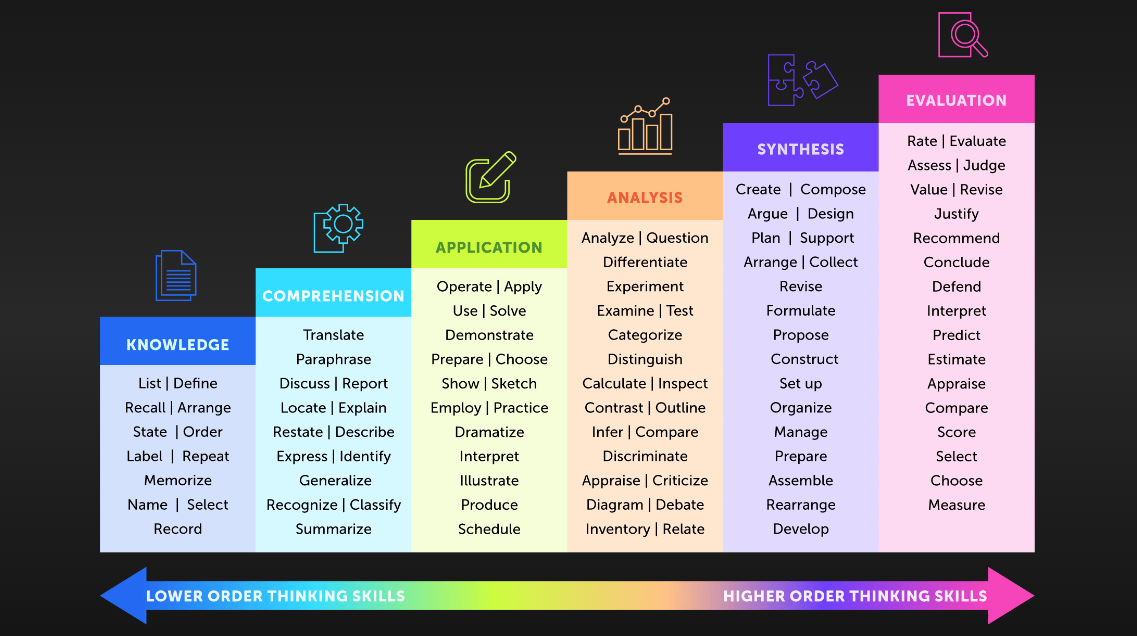 KNOWLEDGE
List | Define
Recall | Arrange
State | Order
Label | Repeat
Memorize
Name | Select
Record
COMPREHENSION
Translate
Paraphrase
Discuss | Report
Locate | Explain
Restate | Describe
Express | Identify
Generalize
Recognize | Classify
Summarize
APPLICATION
Operate | Apply
Use | Solve
Demonstrate
Prepare | Choose
Show | Sketch
Employ | Practice
Dramatize
Interpret
Illustrate
Produce
Schedule
ANALYSIS
Analyze | Question
Differentiate
Experiment
Examine | Test
Categorize
Distinguish
Calculate | Inspect
Contrast | Outline
Infer | Compare
Discriminate
Appraise | Criticize
Diagram | Debate
Inventory | Relate
SYNTHESIS
Create | Compose
Argue | Design
Plan | Support
Arrange | Collect
Revise
Formulate
Propose
Construct
Set up
Organize
Manage
Prepare
Assemble
Rearrange
Develop
EVALUATION
Rate | Evaluate
Assess | Judge
Value | Revise
Justify
Recommend
Conclude
Defend
Interpret
Predict
Estimate
Appraise
Compare
Score
Select
Choose
Measure
LOWER ORDER THINKING SKILLS
HIGHER ORDER THINKING SKILLS